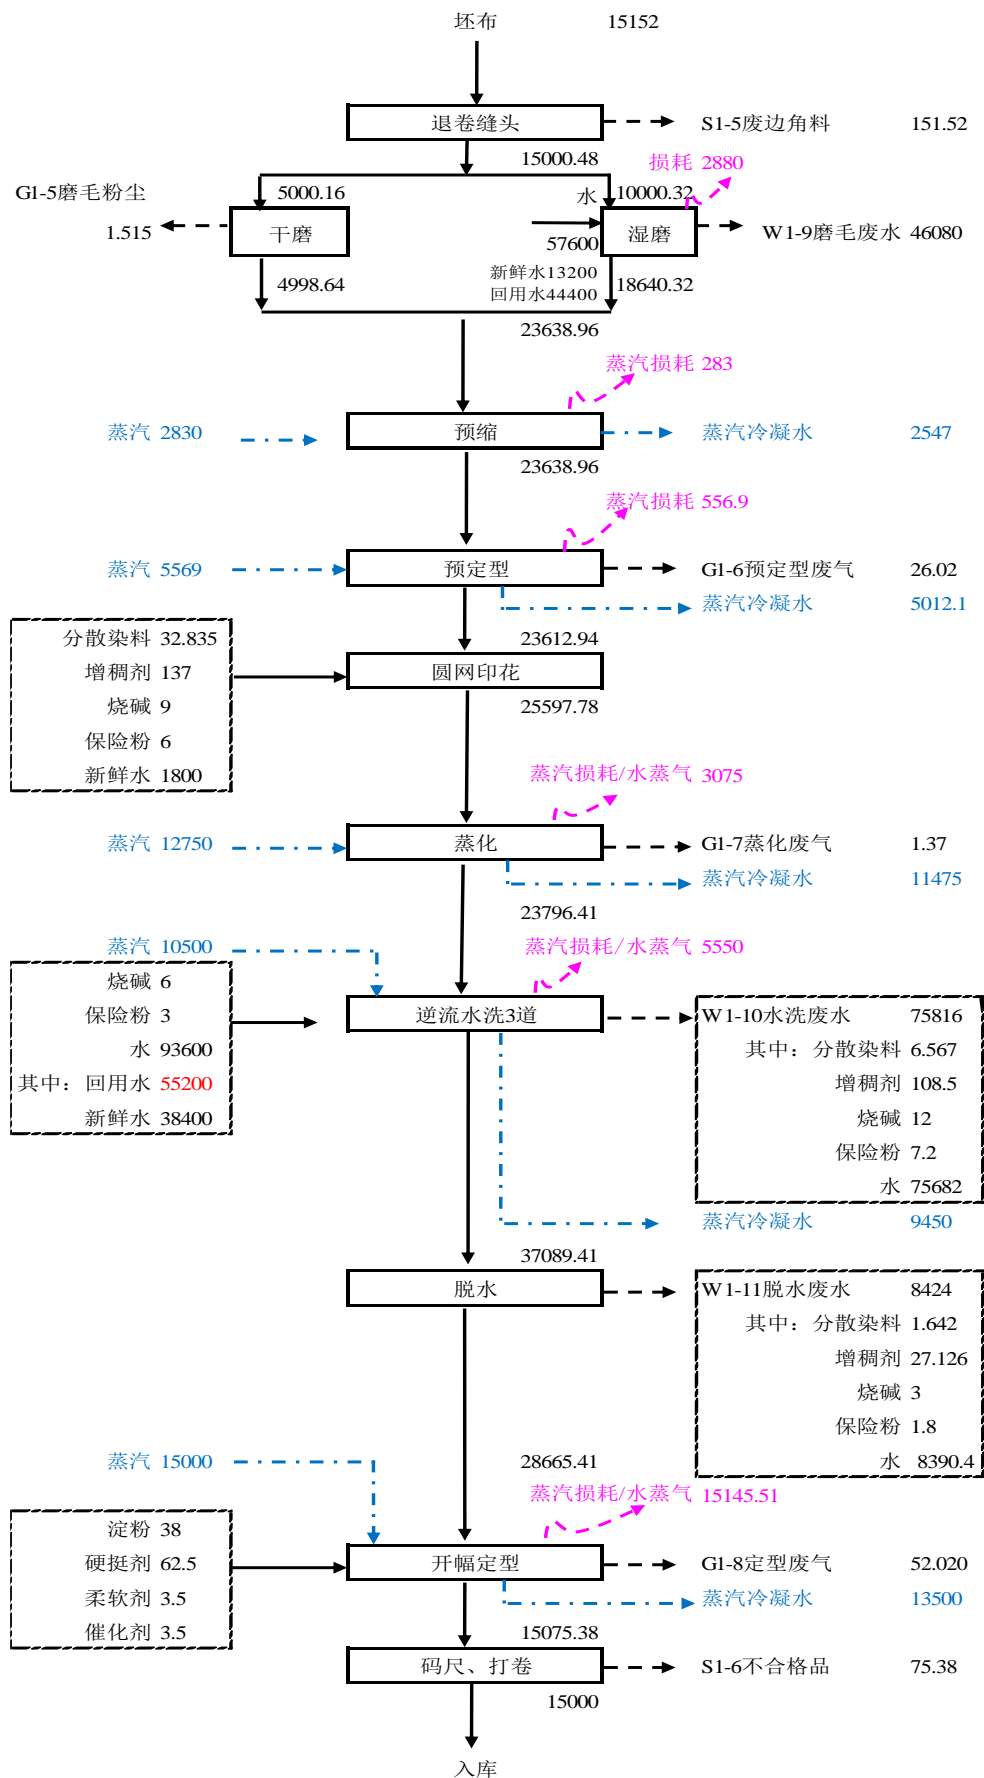 坯布 15152
退卷缝头 S1-5废边角料 151.52
15000.48 损耗 2880
G1-5磨毛粉尘 5000.16 水 10000.32
1.515 干磨 57600 湿磨 W1-9磨毛废水 46080
4998.64 新鲜水13200 18640.32
回用水44400
23638.96
蒸汽损耗 283
蒸汽 2830 预缩 蒸汽冷凝水 2547
23638.96
蒸汽损耗 556.9
蒸汽 5569 预定型 G1-6预定型废气 26.02
蒸汽冷凝水 5012.1
分散染料 32.835 23612.94
增稠剂 137 圆网印花
烧碱 9 25597.78
保险粉 6
新鲜水 1800 蒸汽损耗/水蒸气 3075
蒸汽 12750 蒸化 G1-7蒸化废气 1.37
蒸汽冷凝水 11475
23796.41
蒸汽 10500 蒸汽损耗/水蒸气 5550
烧碱 6
保险粉 3 逆流水洗3道 W1-10水洗废水 75816
水 93600 其中：分散染料 6.567
其中：回用水 55200 增稠剂 108.5
新鲜水 38400 烧碱 12
保险粉 7.2
水 75682
蒸汽冷凝水 9450
37089.41
脱水 W1-11脱水废水 8424
其中：分散染料 1.642
增稠剂 27.126
烧碱 3
保险粉 1.8
蒸汽 15000 28665.41 水 8390.4
蒸汽损耗/水蒸气 15145.51
淀粉 38
硬挺剂 62.5 开幅定型 G1-8定型废气 52.020
柔软剂 3.5 蒸汽冷凝水 13500
催化剂 3.5 15075.38
码尺、打卷 S1-6不合格品 75.38
15000
入库